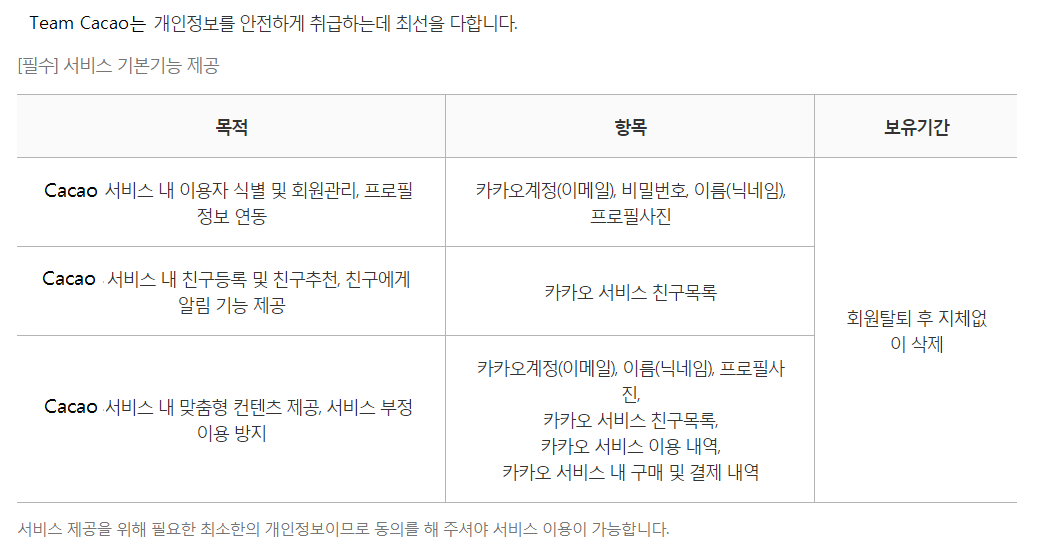 Team Cacao는 개인정보를 안전하게 취급하는데 최선을 다합니다.
[필수] 서비스 기본기능 제공
목적
항목
보유기간
Cacao 서비스 내 이용자 식별 및 회원관리, 프로필
정보 연동
카카오계정(이메일), 비밀번호, 이름(닉네임),
프로필사진
Cacao 서비스 내 친구등록 및 친구추천, 친구에게
알림 기능 제공
카카오 서비스 친구목록
회원탈퇴 후 지체없
이 삭제
Cacao 서비스 내 맞춤형 컨텐츠 제공, 서비스 부정
이용 방지
카카오계정(이메일), 이름(닉네임), 프로필사
진,
카카오 서비스 친구목록,
카카오 서비스 이용 내역,
카카오 서비스 내 구매 및 결제 내역
서비스 제공을 위해 필요한 최소한의 개인정보이므로 동의를 해 주셔야 서비스 이용이 가능합니다.